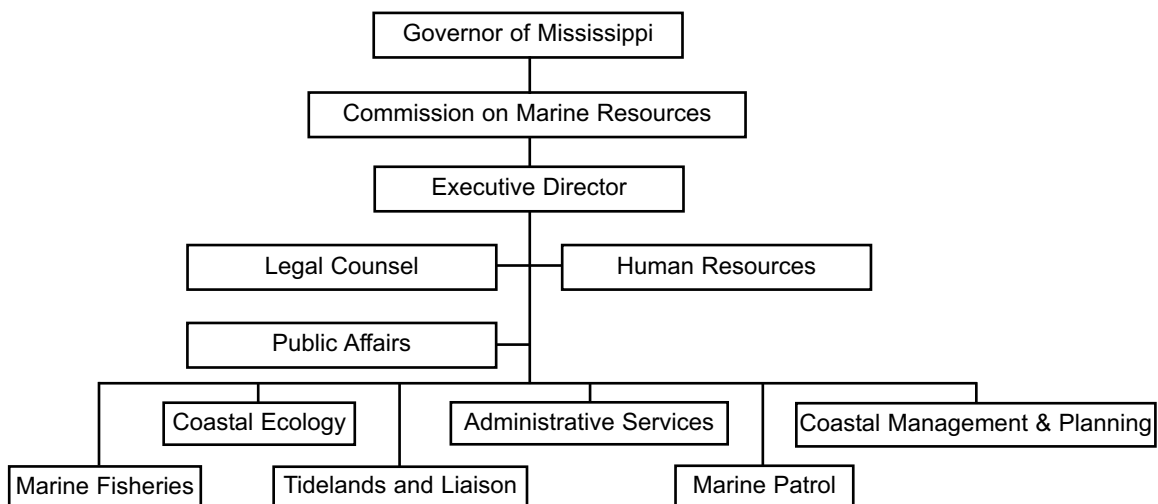 Governor of Mississippi
Commission on Marine Resources
Executive Director
Legal Counsel
Human Resources
Public Affairs
Coastal Ecology
Administrative Services
Coastal Management & Planning
Marine Fisheries
Tidelands and Liaison
Marine Patrol